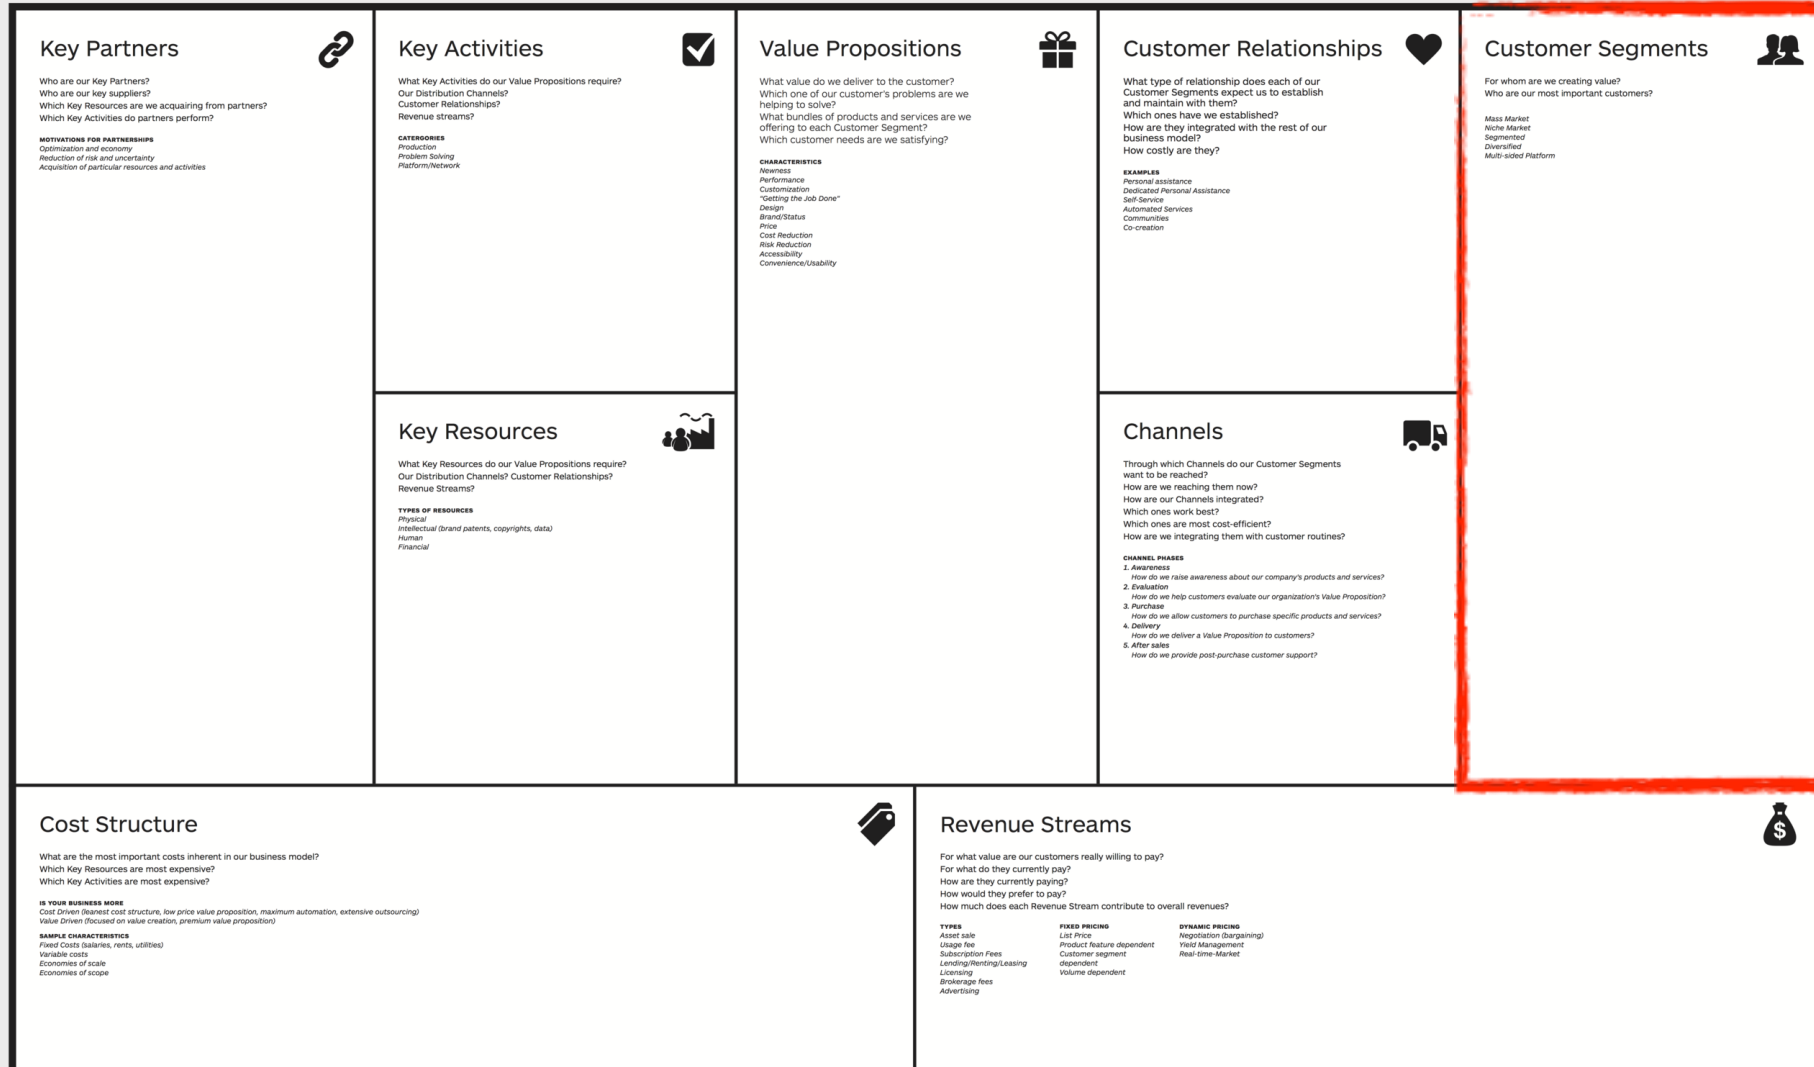 Key Partners
Who are our Key Partners?
Who are our key suppliers?
Which Key Resources are we acquiring from partners?
Which Key Activities do partners perform?
MOTIVATIONS FOR PARTNERSHIPS
Optimization and economy
Reduction of risk and uncertainty
Acquisition of particular resources and activities
Key Activities
What Key Activities do our Value Propositions require?
Our Distribution Channels?
Customer Relationships?
Revenue streams?
CATERGORIES
Production
Problem Solving
Platform/Network
Key Resources
What Key Resources do our Value Propositions require?
Our Distribution Channels? Customer Relationships?
Revenue Streams?
TYPES OF RESOURCES
Physical
Intellectual (brand patents, copyrights, data)
Human
Financial
Value Propositions
What value do we deliver to the customer?
Which one of our customer's problems are we
helping to solve?
What bundles of products and services are we
offering to each Customer Segment?
Which customer needs are we satisfying?
CHARACTERISTICS
Newness
Performance
Customization
"Getting the Job Done"
Design
Brand/Status
Price
Cost Reduction
Risk Reduction
Accessibility
Convenience/Usability
Customer Relationships
What type of relationship does each of our
Customer Segments expect us to establish
and maintain with them?
Which ones have we established?
How are they integrated with the rest of our
business model?
How costly are they?
EXAMPLES
Personal assistance
Dedicated Personal Assistance
Self-Service
Automated Services
Communities
Co-creation
Channels
Through which Channels do our Customer Segments
want to be reached?
How are we reaching them now?
How are our Channels integrated?
Which ones work best?
Which ones are most cost-efficient?
How are we integrating them with customer routines?
CHANNEL PHASES
1. Awareness
How do we raise awareness about our company's products and services?
2. Evaluation
How do we help customers evaluate our organization's Value Proposition?
3. Purchase
How do we allow customers to purchase specific products and services?
4. Delivery
How do we deliver a Value Proposition to customers?
5. After sales
How do we provide post-purchase customer support?
Customer Segments
For whom are we creating value?
Who are our most important customers?
Mass Market
Niche Market
Segmented
Diversified
Multi-sided Platform
Cost Structure
What are the most important costs inherent in our business model?
Which Key Resources are most expensive?
Which Key Activities are most expensive?
IS YOUR BUSINESS MORE
Cost Driven (leanest cost structure, low price value proposition, maximum automation, extensive outsourcing)
Value Driven (focused on value creation, premium value proposition)
SAMPLE CHARACTERISTICS
Fixed Costs (salaries, rents, utilities)
Variable costs
Economies of scale
Economies of scope
Revenue Streams
$
For what value are our customers really willing to pay?
For what do they currently pay?
How are they currently paying?
How would they prefer to pay?
How much does each Revenue Stream contribute to overall revenues?
TYPES
Asset sale
Usage fee
Subscription Fees
Lending/Renting/Leasing
Licensing
Brokerage fees
Advertising
FIXED PRICING
List Price
Product feature dependent
Customer segment
dependent
Volume dependent
DYNAMIC PRICING
Negotiation (bargaining)
Yield Management
Real-time-Market